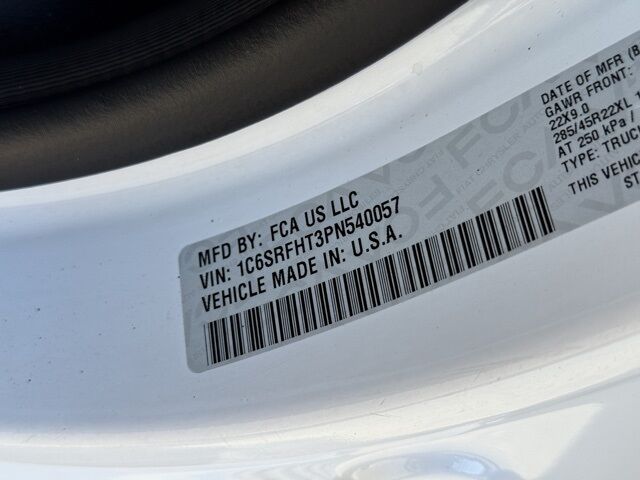 MFD BY: FCA US LLC
VIN: 1C6SRFHT3PN540057
VEHICLE MADE IN: U.S.A.
DATE OF MFR
GAWR FRONT:
22X9.0
285/45R22XL
AT 250 kPa /
TYPE: TRUC
THIS VEHIC
ST